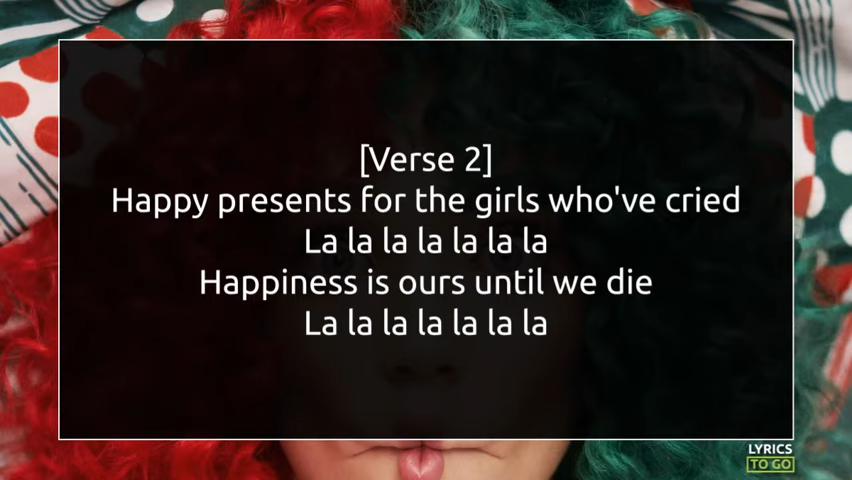 [Verse 2]
Happy presents for the girls who've cried
La la la la la la la
Happiness is ours until we die
La la la la la la la
LYRICS
TO GO